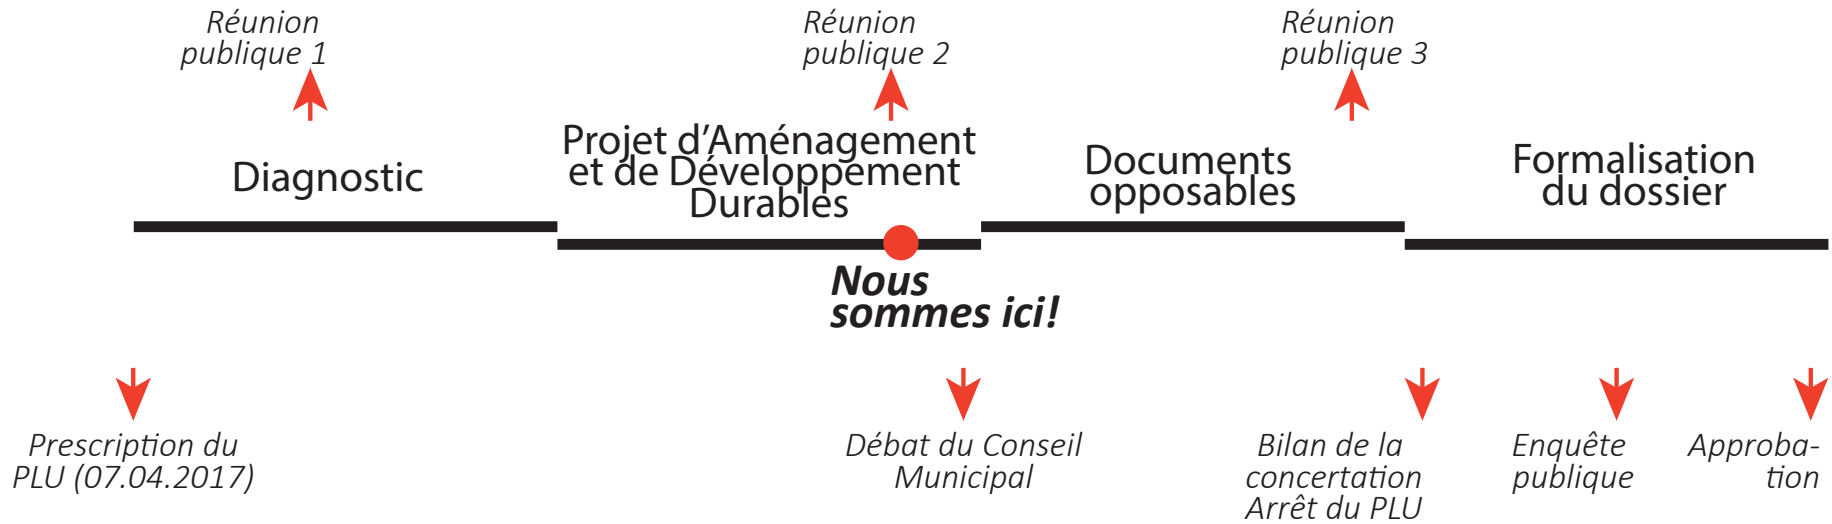 Réunion
publique 1
Réunion
publique 2
Réunion
publique 3
Diagnostic
Projet d’Aménagement
et de Développement
Durables
Documents
opposables
Formalisation
du dossier
Nous
sommes ici!
Prescription du
PLU (07.04.2017)
Débat du Conseil
Municipal
Bilan de la
concertation
Arrêt du PLU
Enquête
publique
Approba-
tion